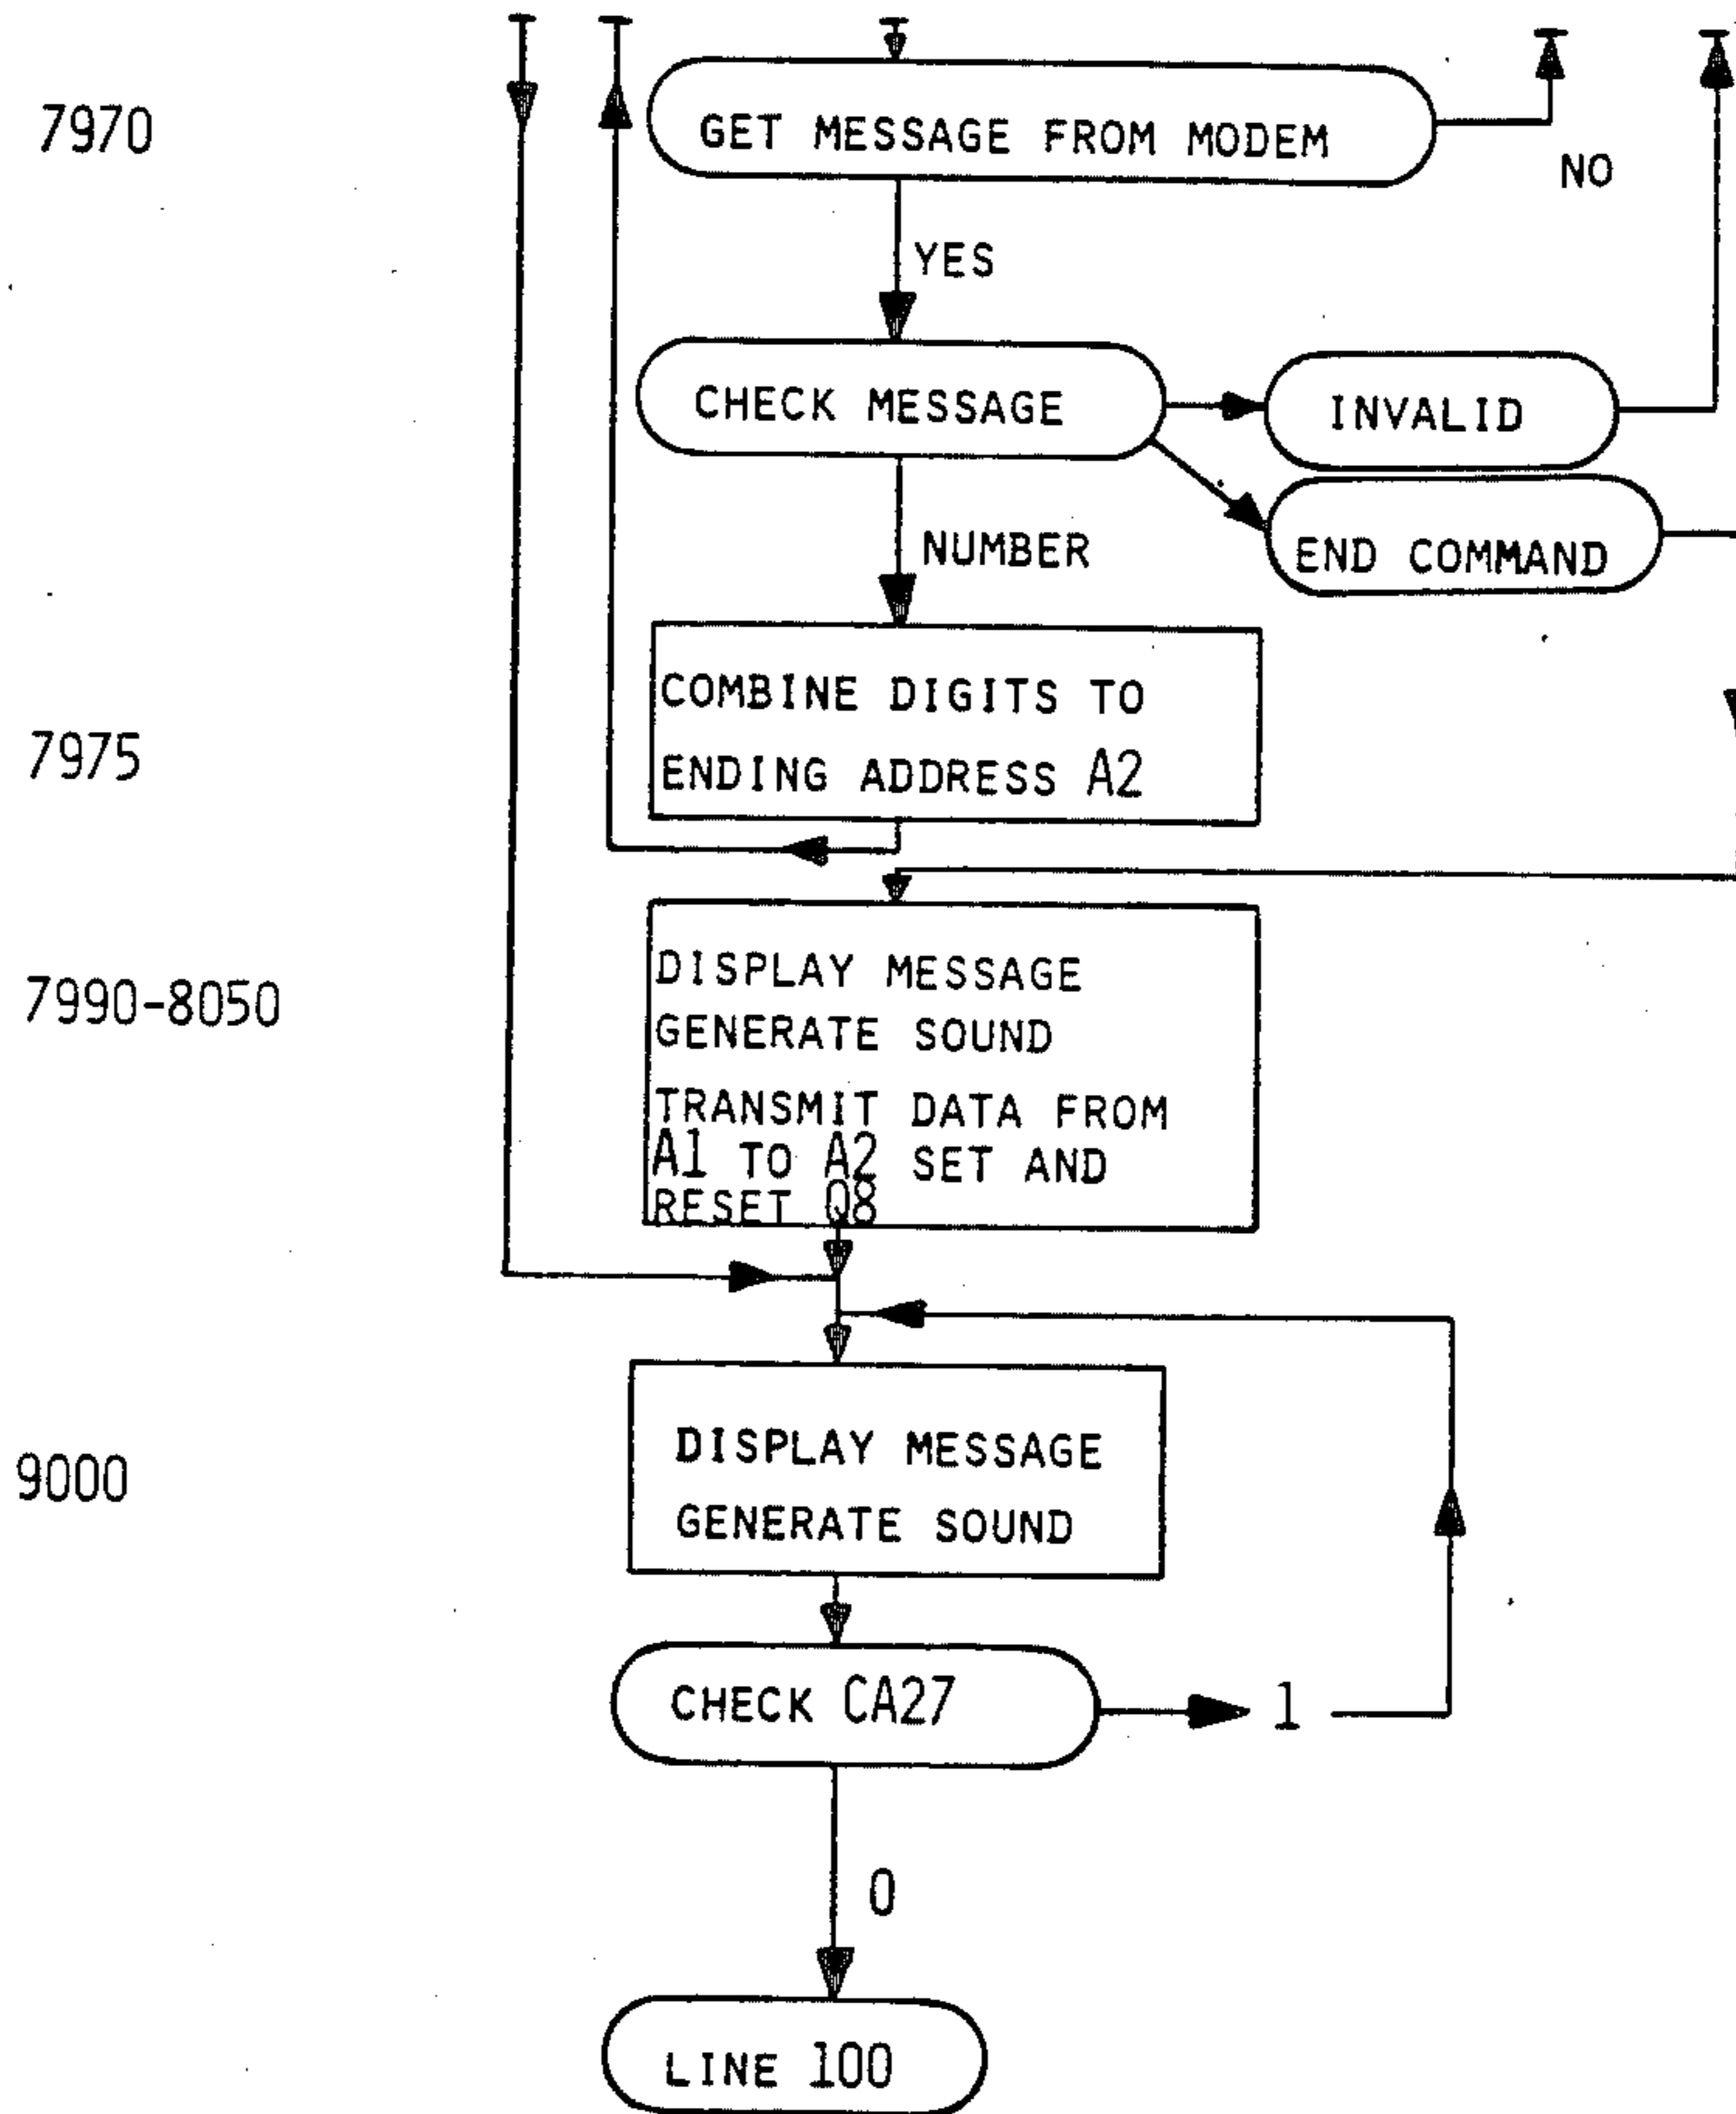 7970
GET MESSAGE FROM MODEM
NO
YES
CHECK MESSAGE
INVALID
END COMMAND
NUMBER
7975
COMBINE DIGITS TO
ENDING ADDRESS A2
7990-8050
DISPLAY MESSAGE
GENERATE SOUND
TRANSMIT DATA FROM
A1 TO A2 SET AND
RESET Q8
9000
DISPLAY MESSAGE
GENERATE SOUND
CHECK CA27
1
0
LINE 100